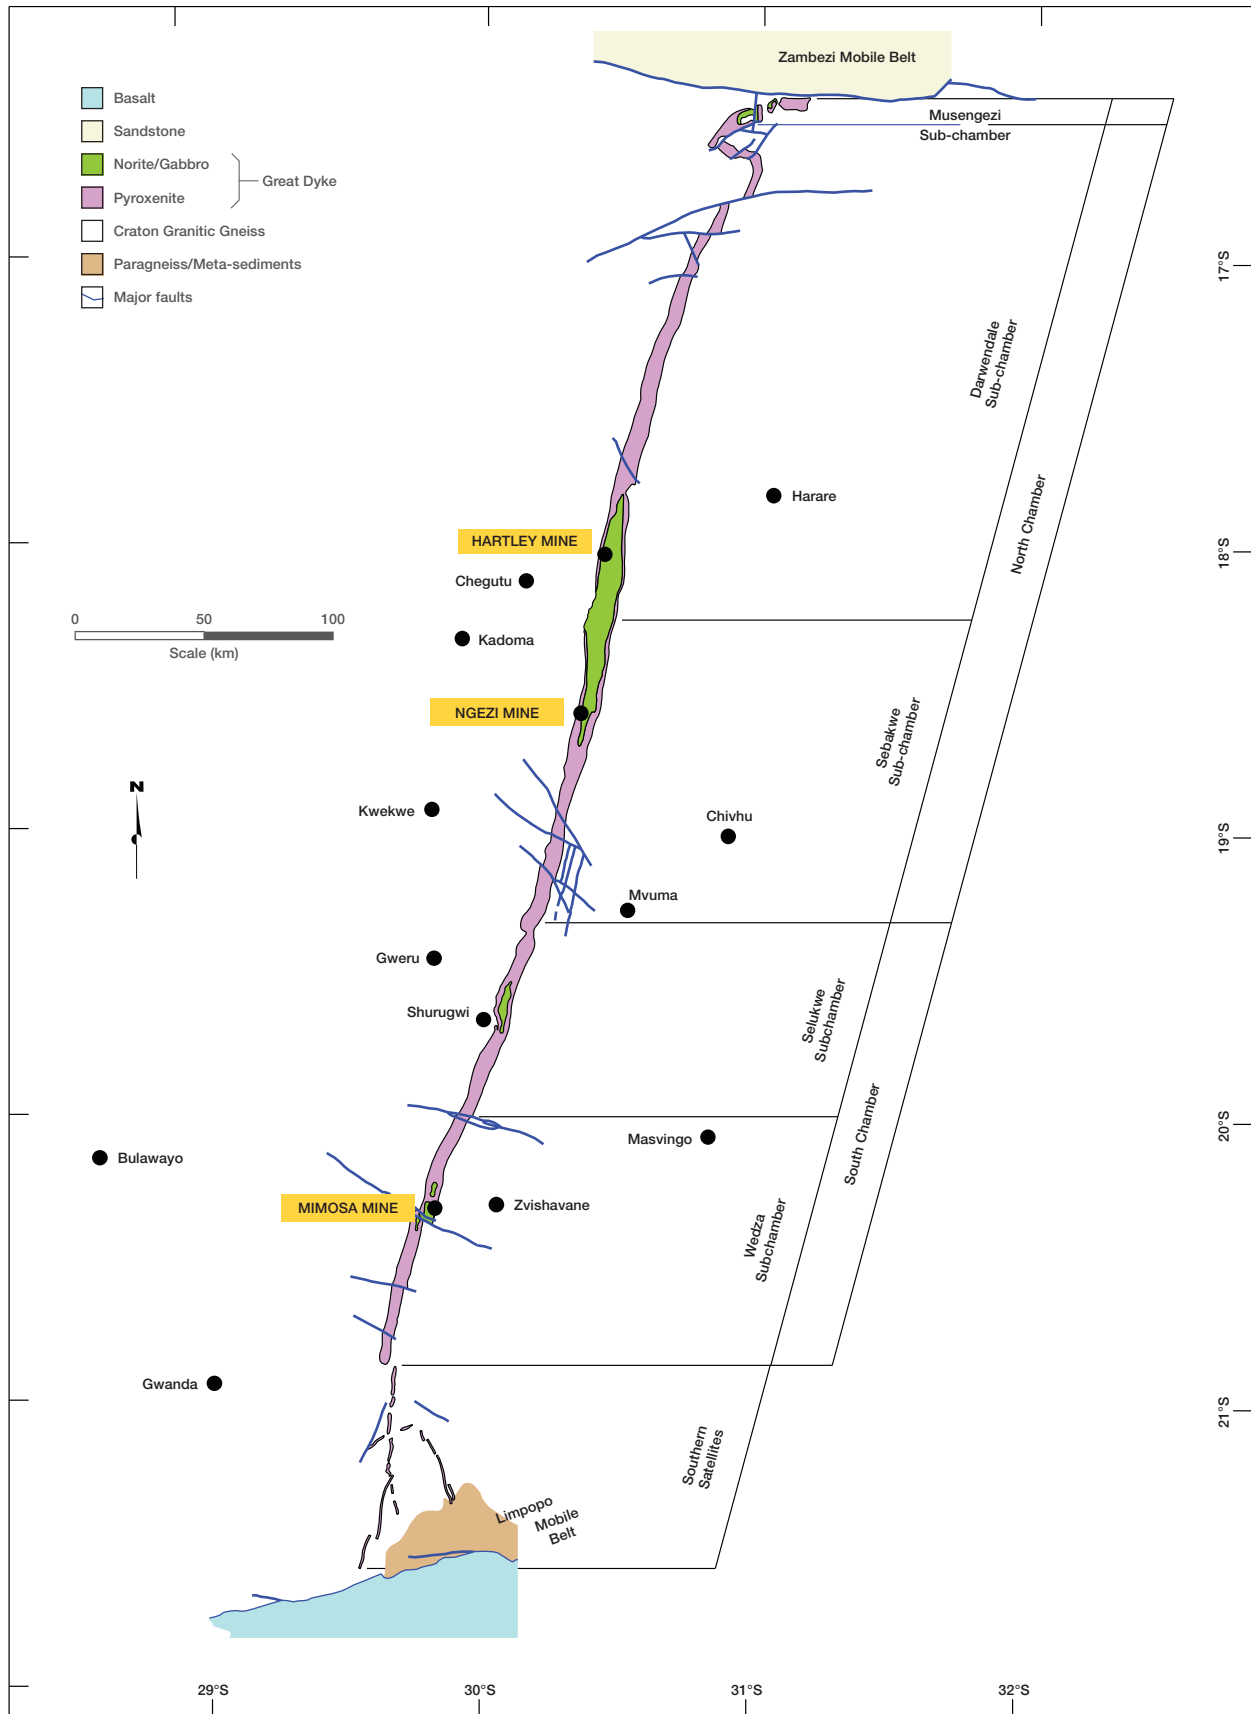 Zambezi Mobile Belt
Basalt
Sandstone
Norite/Gabbro
Great Dyke
Pyroxenite
Craton Granitic Gneiss
Paragneiss/Meta-sediments
Major faults
Musengezi
Sub-chamber
17°S
Darwendale
Sub-chamber
Harare
North Chamber
HARTLEY MINE
18°S
Chegutu
0 50 100
Scale (km)
Kadoma
NGEZI MINE
Sebakwe
Sub-chamber
N
Kwekwe
Chivhu
19°S
Mvuma
Gweru
Shurugwi
Selukwe
Subchamber
South Chamber
20°S
Masvingo
Bulawayo
MIMOSA MINE
Zvishavane
Wedza
Subchamber
Gwanda
21°S
Southern
Satellites
Limpopo
Mobile
Belt
29°S 30°S 31°S 32°S